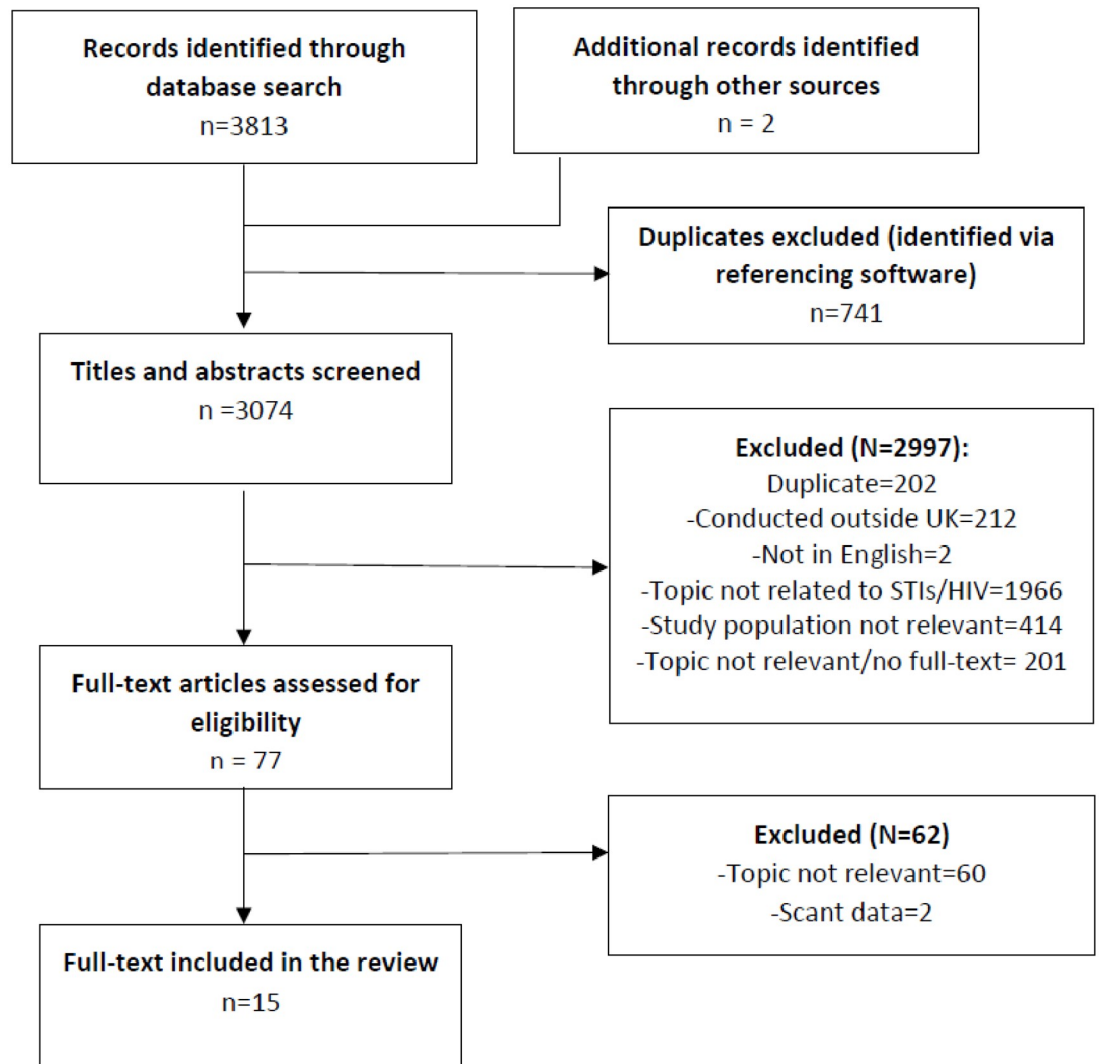 Records identified through
database search
n=3813
Additional records identified
through other sources
n = 2
Duplicates excluded (identified via
referencing software)
n=741
Titles and abstracts screened
n =3074
Excluded (N=2997):
Duplicate=202
-Conducted outside UK=212
-Not in English=2
-Topic not related to STIs/HIV=1966
-Study population not relevant=414
-Topic not relevant/no full-text= 201
Full-text articles assessed for
eligibility
n = 77
Excluded (N=62)
-Topic not relevant=60
-Scant data=2
Full-text included in the review
n=15